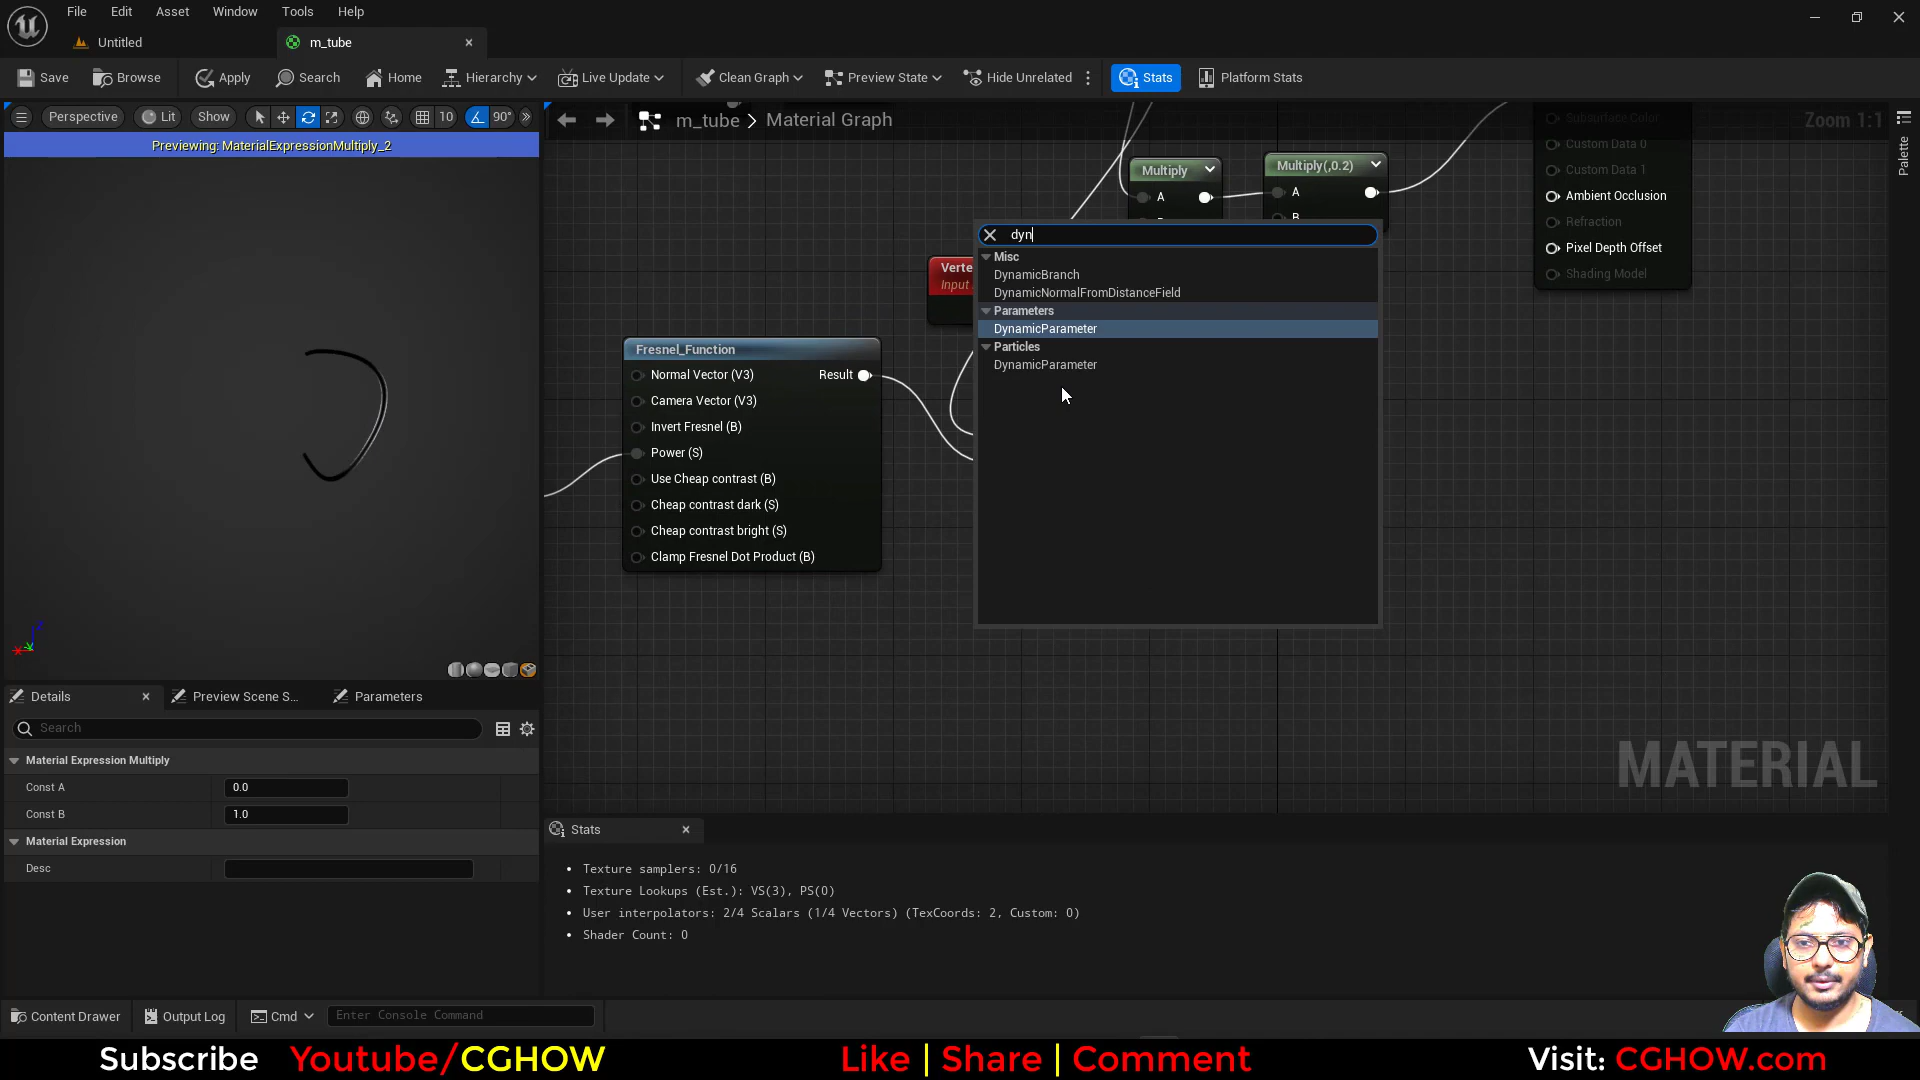 File Edit Asset Window Tools Help
Untitled m_tube
Save Browse Apply Search Home Hierarchy Live Update Clean Graph Preview State Hide Unrelated Stats Platform Stats
Perspective Lit Show 10 90°
Previewing: MaterialExpressionMultiply_2
m_tube > Material Graph Zoom 1:1
Palette
Subsurface Color
Custom Data 0
Custom Data 1
Ambient Occlusion
Refraction
Pixel Depth Offset
Shading Model
Multiply
A
Multiply(,0.2)
A
B
Verte
Input
dyn
Misc
DynamicBranch
DynamicNormalFromDistanceField
Parameters
DynamicParameter
Particles
DynamicParameter
Fresnel_Function
Normal Vector (V3) Result
Camera Vector (V3)
Invert Fresnel (B)
Power (S)
Use Cheap contrast (B)
Cheap contrast dark (S)
Cheap contrast bright (S)
Clamp Fresnel Dot Product (B)
MATERIAL
Details Preview Scene S... Parameters
Search
Material Expression Multiply
Const A 0.0
Const B 1.0
Material Expression
Desc
Stats
• Texture samplers: 0/16
• Texture Lookups (Est.): VS(3), PS(0)
• User interpolators: 2/4 Scalars (1/4 Vectors) (TexCoords: 2, Custom: 0)
• Shader Count: 0
Content Drawer Output Log Cmd Enter Console Command
Subscribe Youtube/CGHOW Like | Share | Comment Visit: CGHOW.com